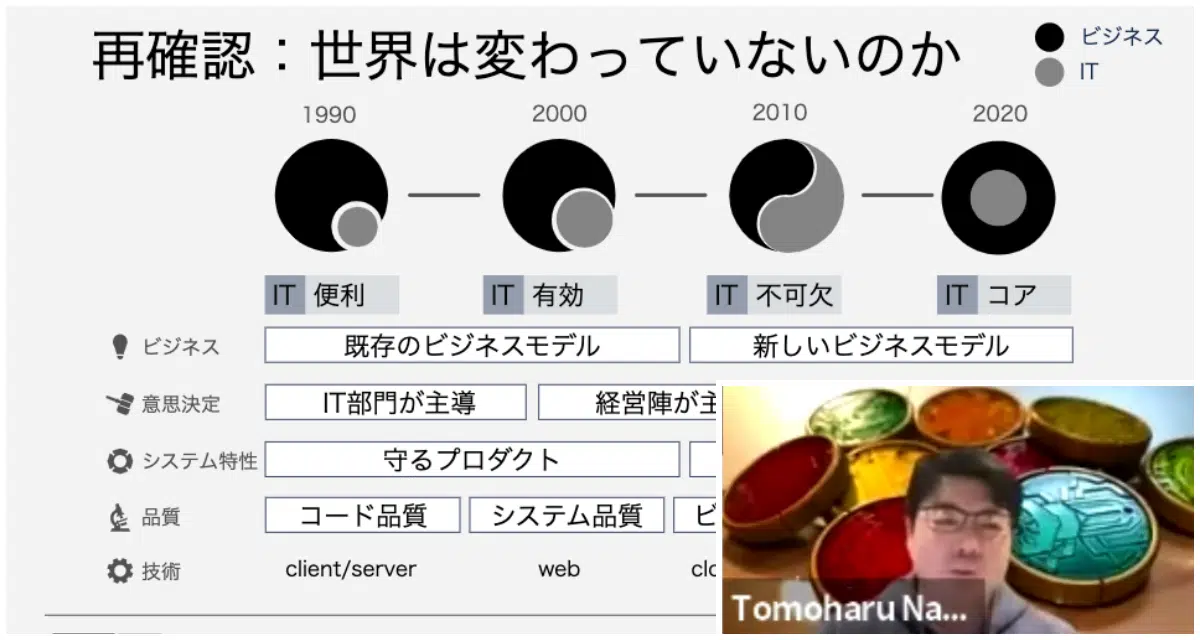 再確認：世界は変わっていないのか
ビジネス
IT
1990 2000 2010 2020
IT 便利 IT 有効 IT 不可欠 IT コア
ビジネス 既存のビジネスモデル 新しいビジネスモデル
意思決定 IT部門が主導 経営陣が主
システム特性 守るプロダクト
品質 コード品質 システム品質 ビ
技術 client/server web clo
Tomoharu Na...